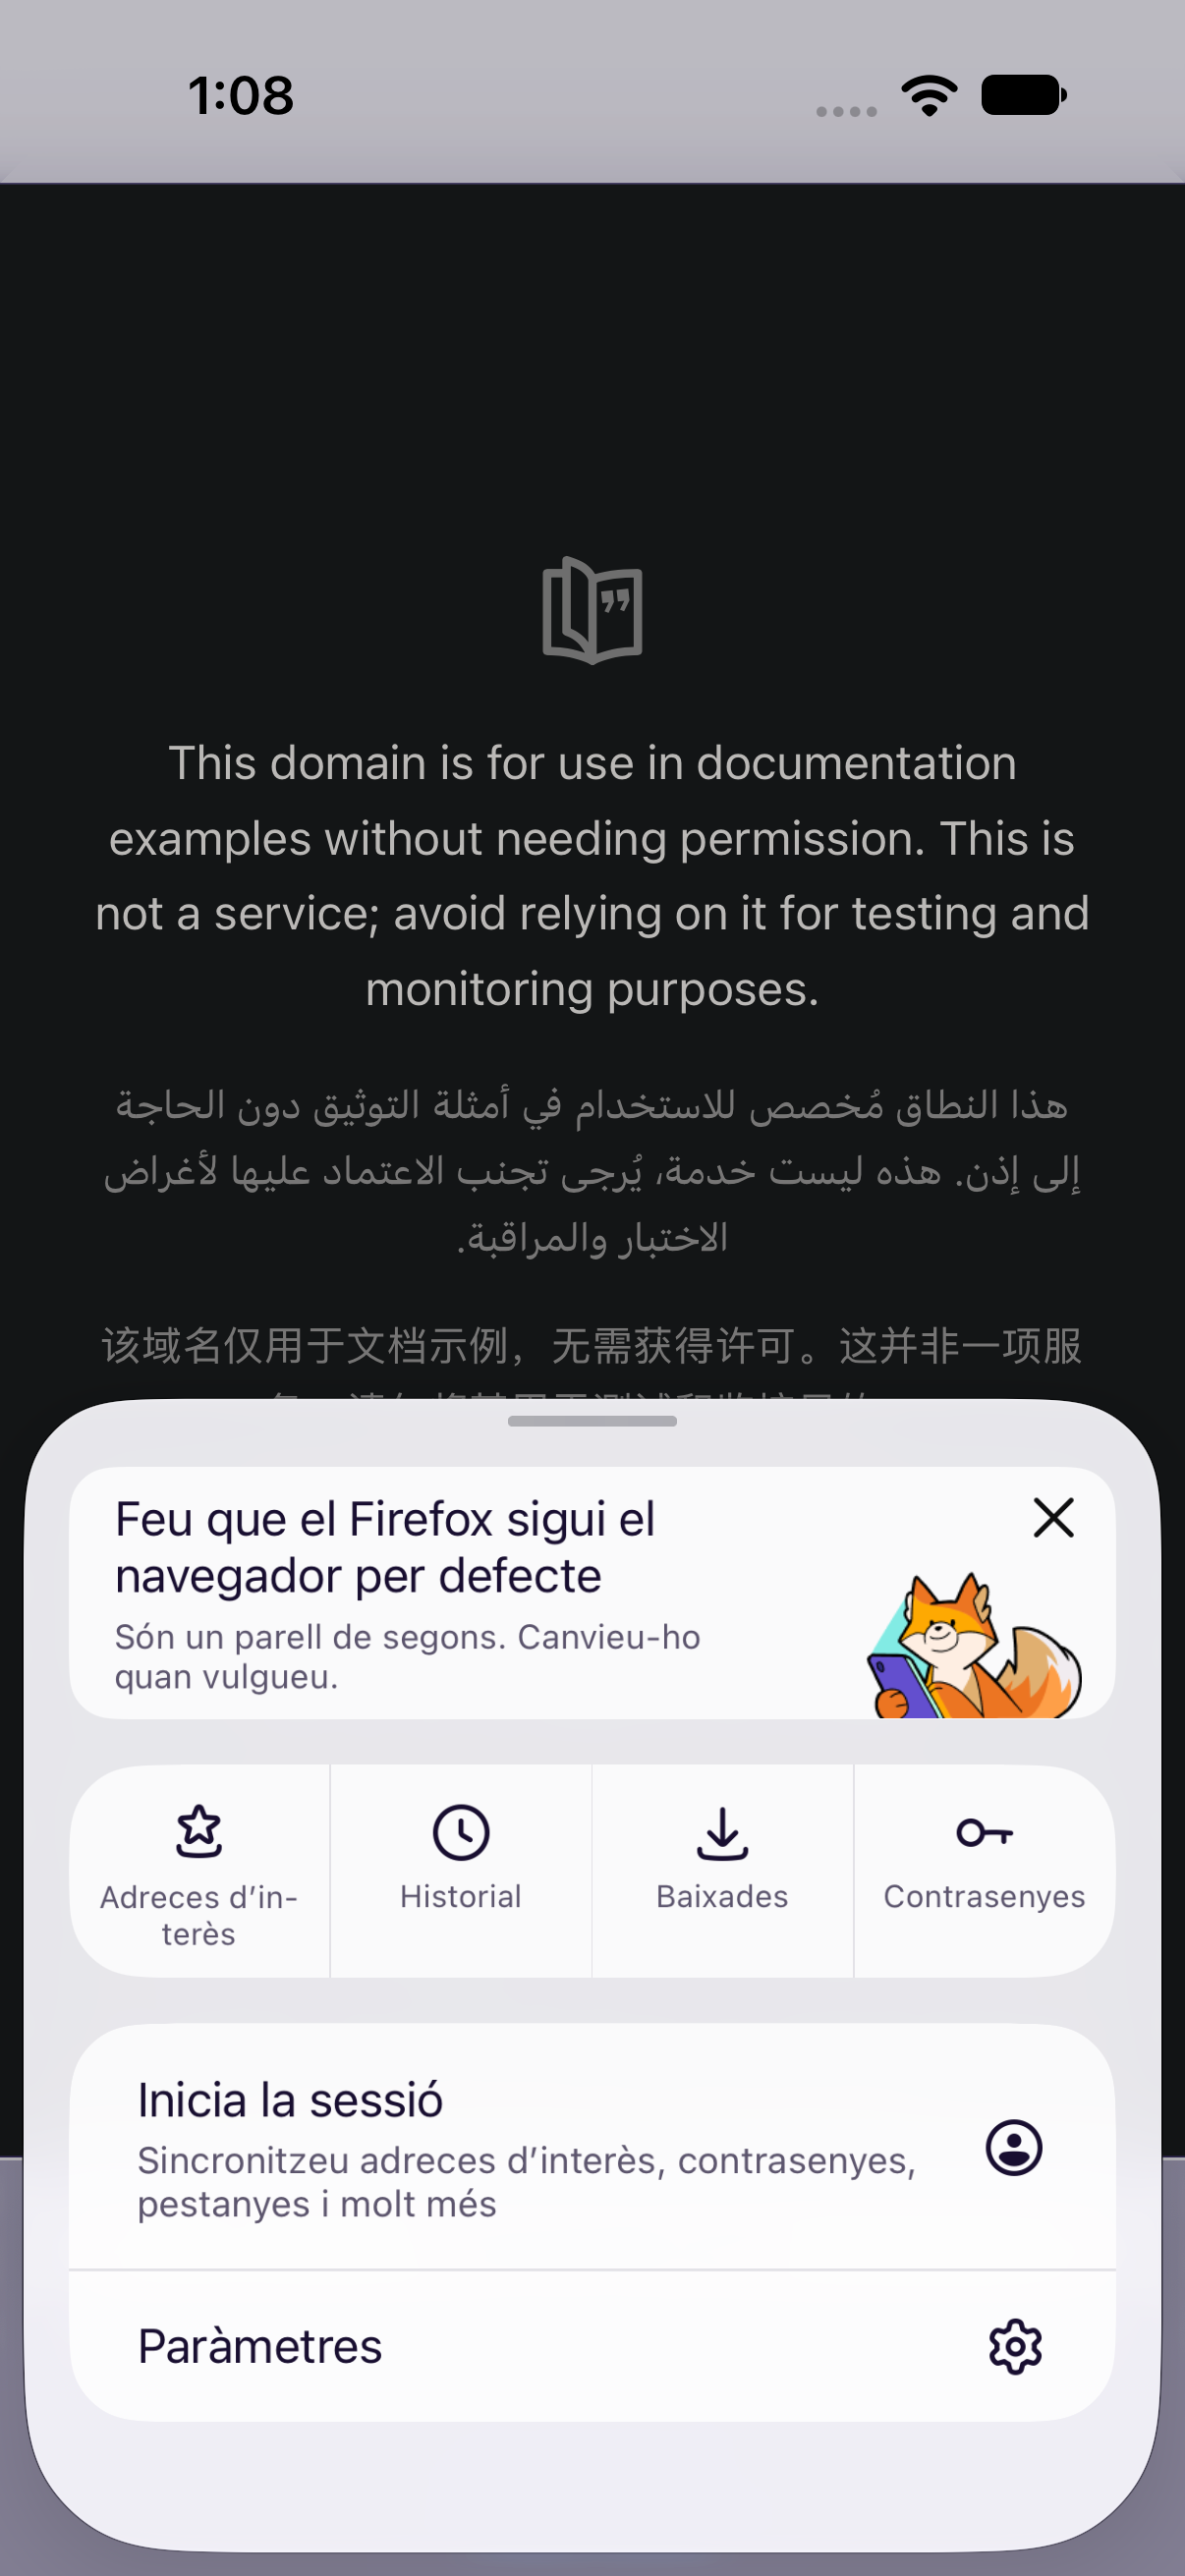 1:08
This domain is for use in documentation
examples without needing permission. This is
not a service; avoid relying on it for testing and
monitoring purposes.
هذا النطاق مُخصص للاستخدام في أمثلة التوثيق دون الحاجة
إلى إذن. هذه ليست خدمة، يُرجى تجنب الاعتماد عليها لأغراض
الاختبار والمراقبة.
该域名仅用于文档示例，无需获得许可。这并非一项服
Feu que el Firefox sigui el
navegador per defecte
Són un parell de segons. Canvieu-ho
quan vulgueu.
Adreces d’in-
terès
Historial
Baixades
Contrasenyes
Inicia la sessió
Sincronitzeu adreces d’interès, contrasenyes,
pestanyes i molt més
Paràmetres